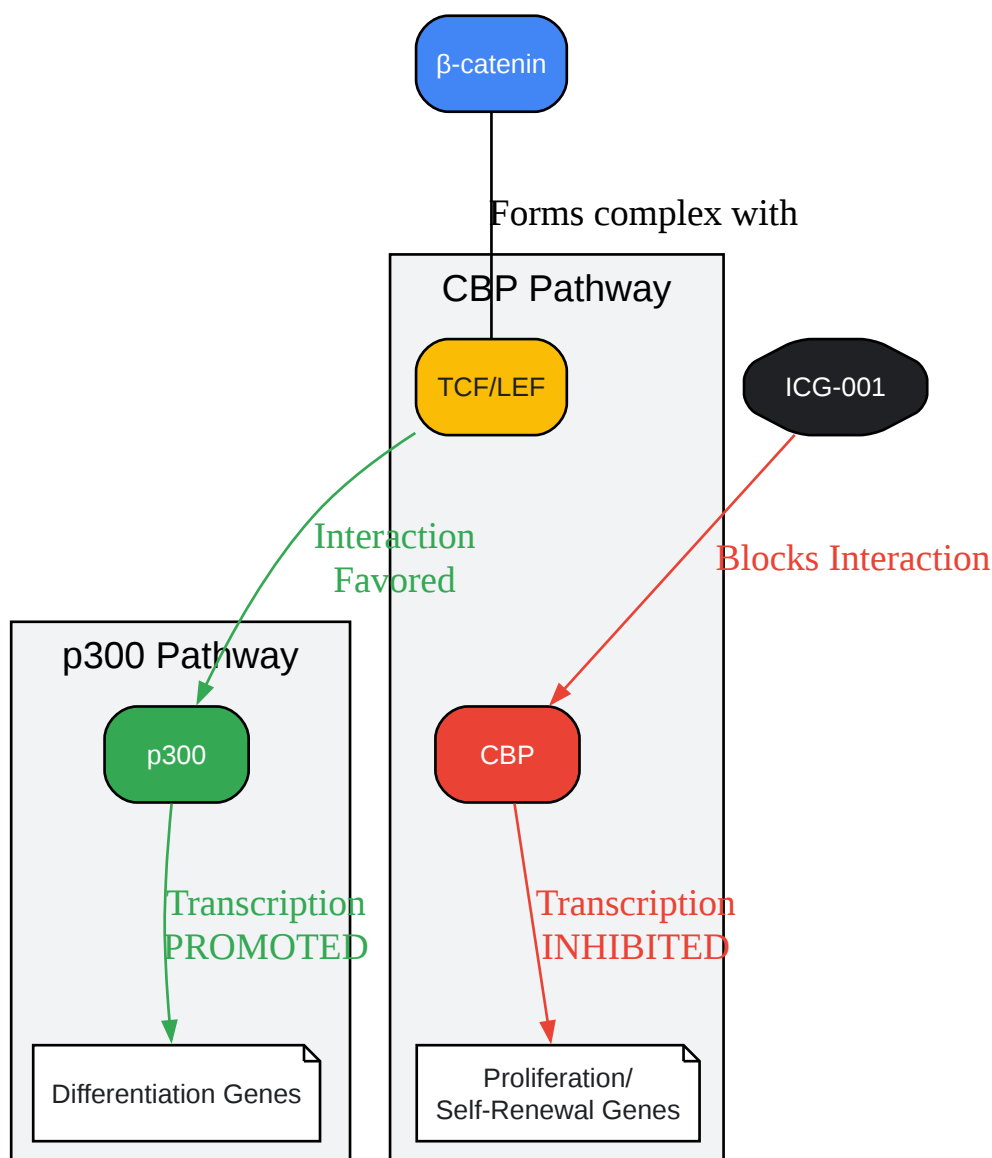 β-catenin
Forms complex with
CBP Pathway
TCF/LEF
ICG-001
Interaction
Favored
Blocks Interaction
p300 Pathway
p300
CBP
Transcription
PROMOTED
Transcription
INHIBITED
Differentiation Genes
Proliferation/
Self-Renewal Genes